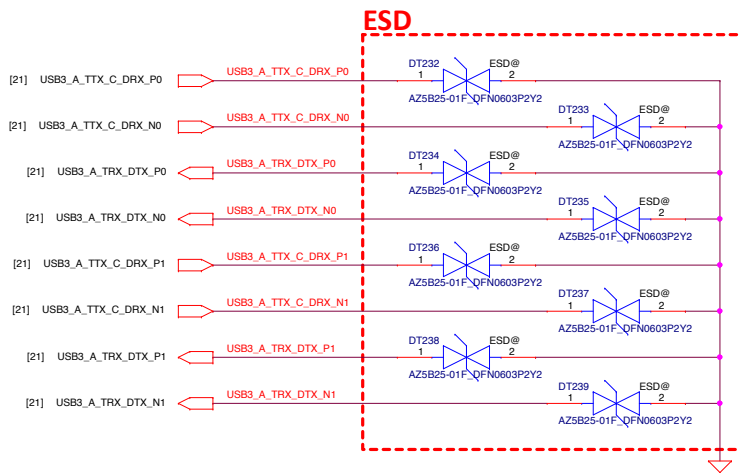 ESD
[21] USB3_A_TTX_C_DRX_P0 USB3_A_TTX_C_DRX_P0 DT232 ESD@
1 2
AZ5B25-01F_DFN0603P2Y2
[21] USB3_A_TTX_C_DRX_N0 USB3_A_TTX_C_DRX_N0 DT233 ESD@
1 2
AZ5B25-01F_DFN0603P2Y2
[21] USB3_A_TRX_DTX_P0 USB3_A_TRX_DTX_P0 DT234 ESD@
1 2
AZ5B25-01F_DFN0603P2Y2
[21] USB3_A_TRX_DTX_N0 USB3_A_TRX_DTX_N0 DT235 ESD@
1 2
AZ5B25-01F_DFN0603P2Y2
[21] USB3_A_TTX_C_DRX_P1 USB3_A_TTX_C_DRX_P1 DT236 ESD@
1 2
AZ5B25-01F_DFN0603P2Y2
[21] USB3_A_TTX_C_DRX_N1 USB3_A_TTX_C_DRX_N1 DT237 ESD@
1 2
AZ5B25-01F_DFN0603P2Y2
[21] USB3_A_TRX_DTX_P1 USB3_A_TRX_DTX_P1 DT238 ESD@
1 2
AZ5B25-01F_DFN0603P2Y2
[21] USB3_A_TRX_DTX_N1 USB3_A_TRX_DTX_N1 DT239 ESD@
1 2
AZ5B25-01F_DFN0603P2Y2